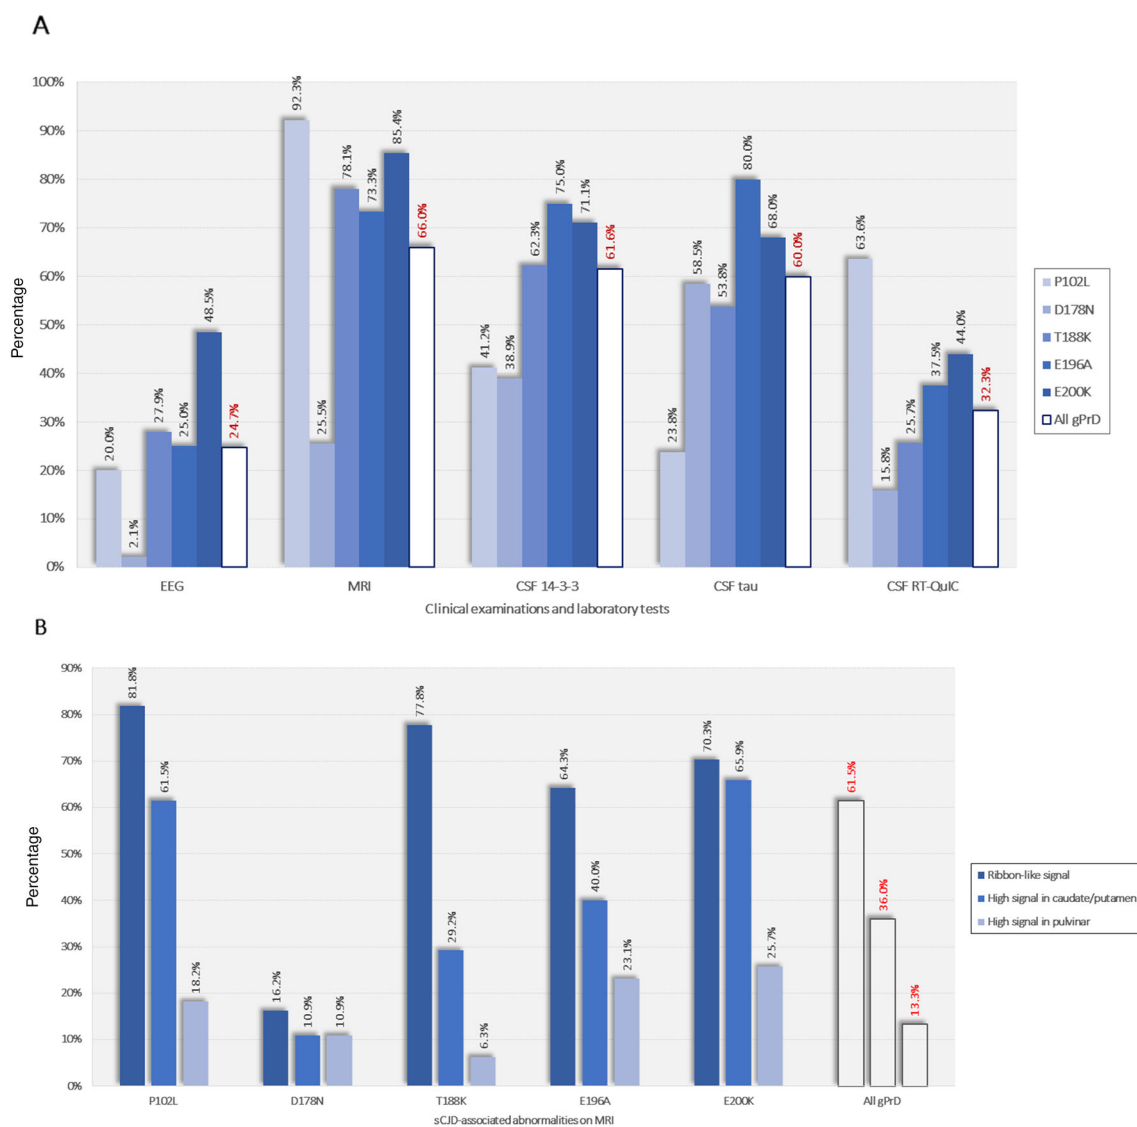 A
100%
90%
80%
70%
60%
50%
40%
30%
20%
10%
0%
Percentage
20.0%
2.1%
27.9%
25.0%
48.5%
24.7%
92.3%
25.5%
78.1%
73.3%
85.4%
66.0%
41.2%
38.9%
62.3%
75.0%
71.1%
61.6%
23.8%
58.5%
53.8%
80.0%
68.0%
60.0%
63.6%
15.8%
25.7%
37.5%
44.0%
32.3%
EEG
MRI
CSF 14-3-3
CSF tau
CSF RT-QuIC
Clinical examinations and laboratory tests
P102L
D178N
T188K
E196A
E200K
All gPrD
B
90%
80%
70%
60%
50%
40%
30%
20%
10%
0%
Percentage
81.8%
61.5%
18.2%
16.2%
10.9%
10.9%
77.8%
29.2%
6.3%
64.3%
40.0%
23.1%
70.3%
65.9%
25.7%
61.5%
36.0%
13.3%
P102L
D178N
T188K
E196A
E200K
All gPrD
sCJD-associated abnormalities on MRI
Ribbon-like signal
High signal in caudate/putamen
High signal in pulvinar